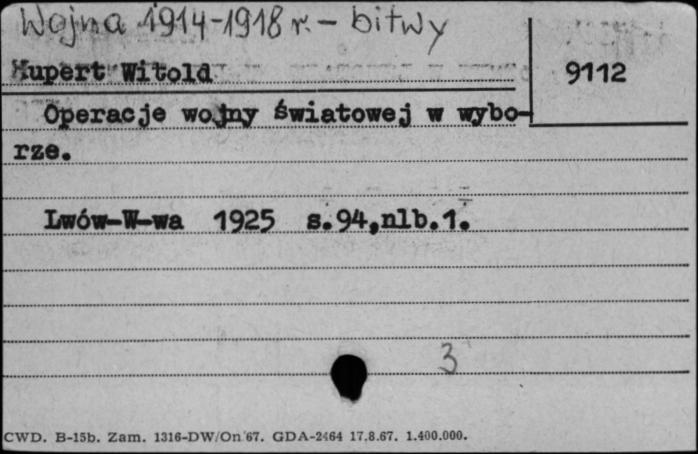 Wojna 1914-1918 r. - bitwy
Hupert Witold
9112
Operacje wojny światowej w wybo-
rze.
Lwów-W-wa 1925 s.94,nlb.1.
3
CWD. B-15b. Zam. 1316-DW/On 67. GDA-2464 17.8.67. 1.400.000.